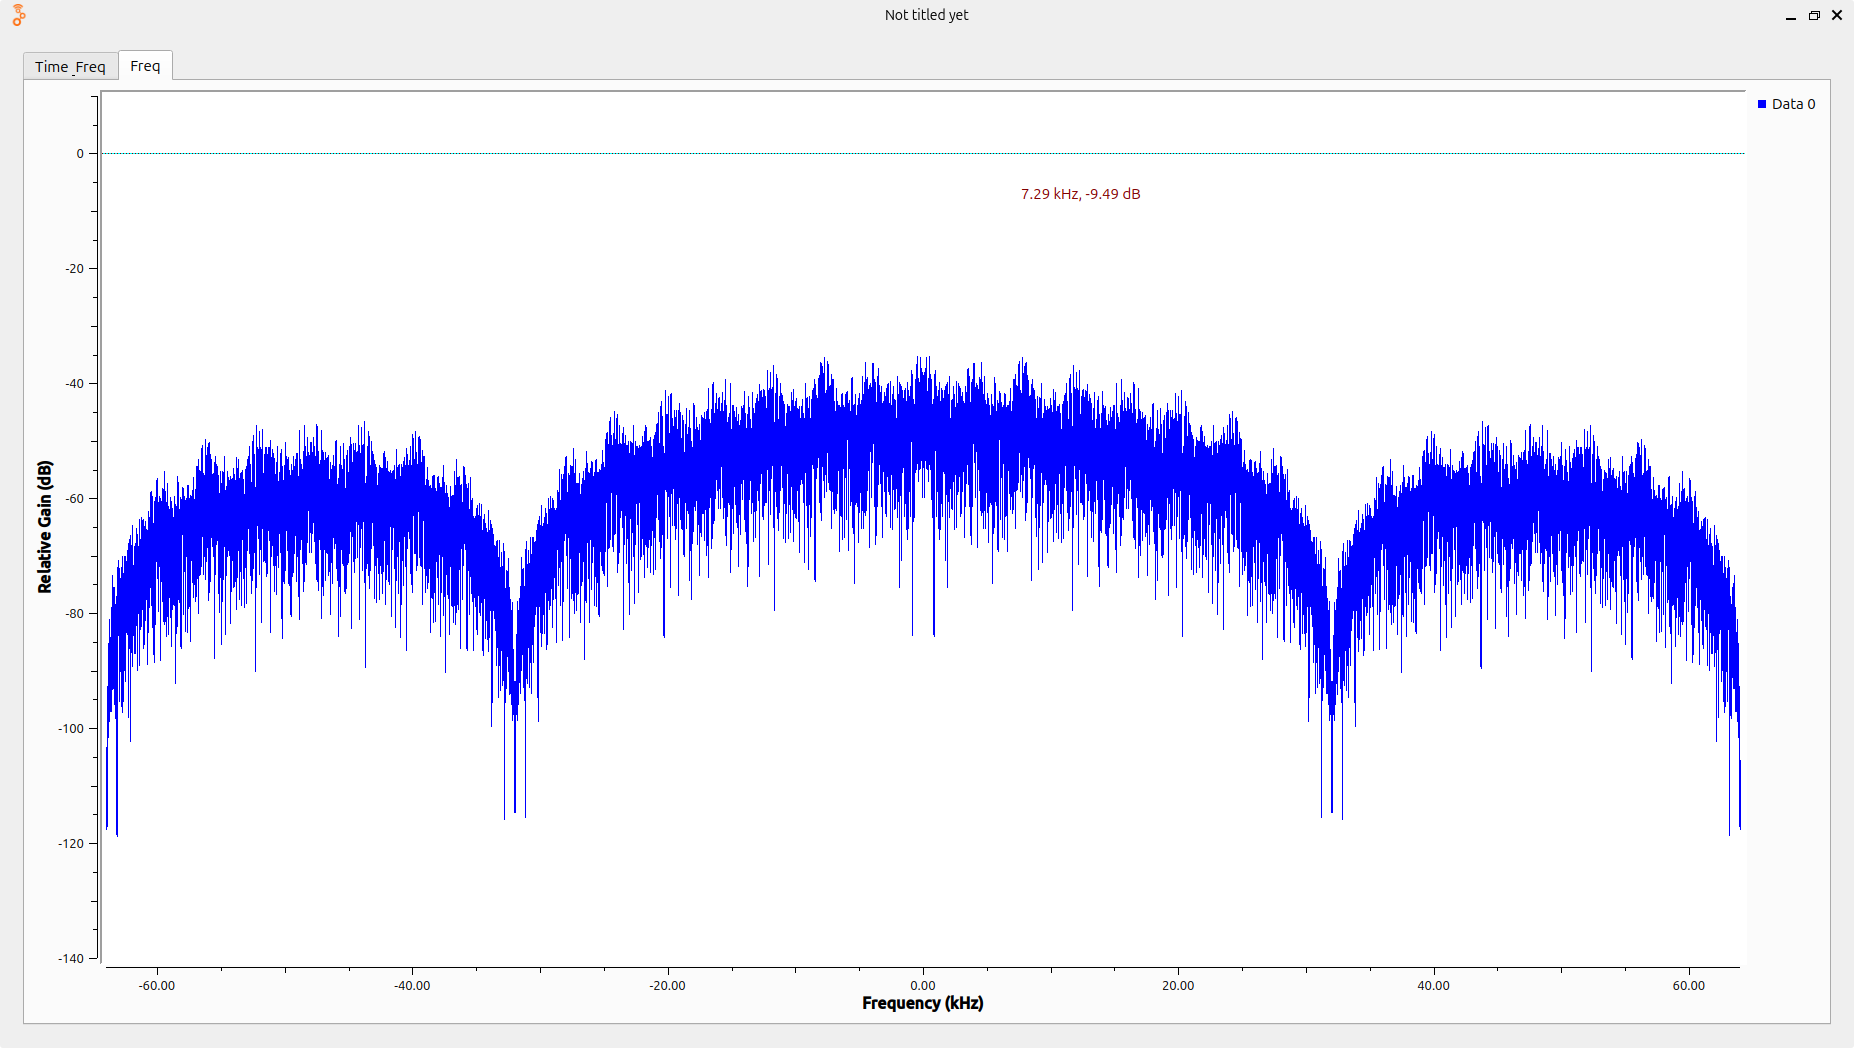 Not titled yet
Time_Freq
Freq
Data 0
0
7.29 kHz, -9.49 dB
-20
-40
-60
-80
-100
-120
-140
Relative Gain (dB)
-60.00 -40.00 -20.00 0.00 20.00 40.00 60.00
Frequency (kHz)